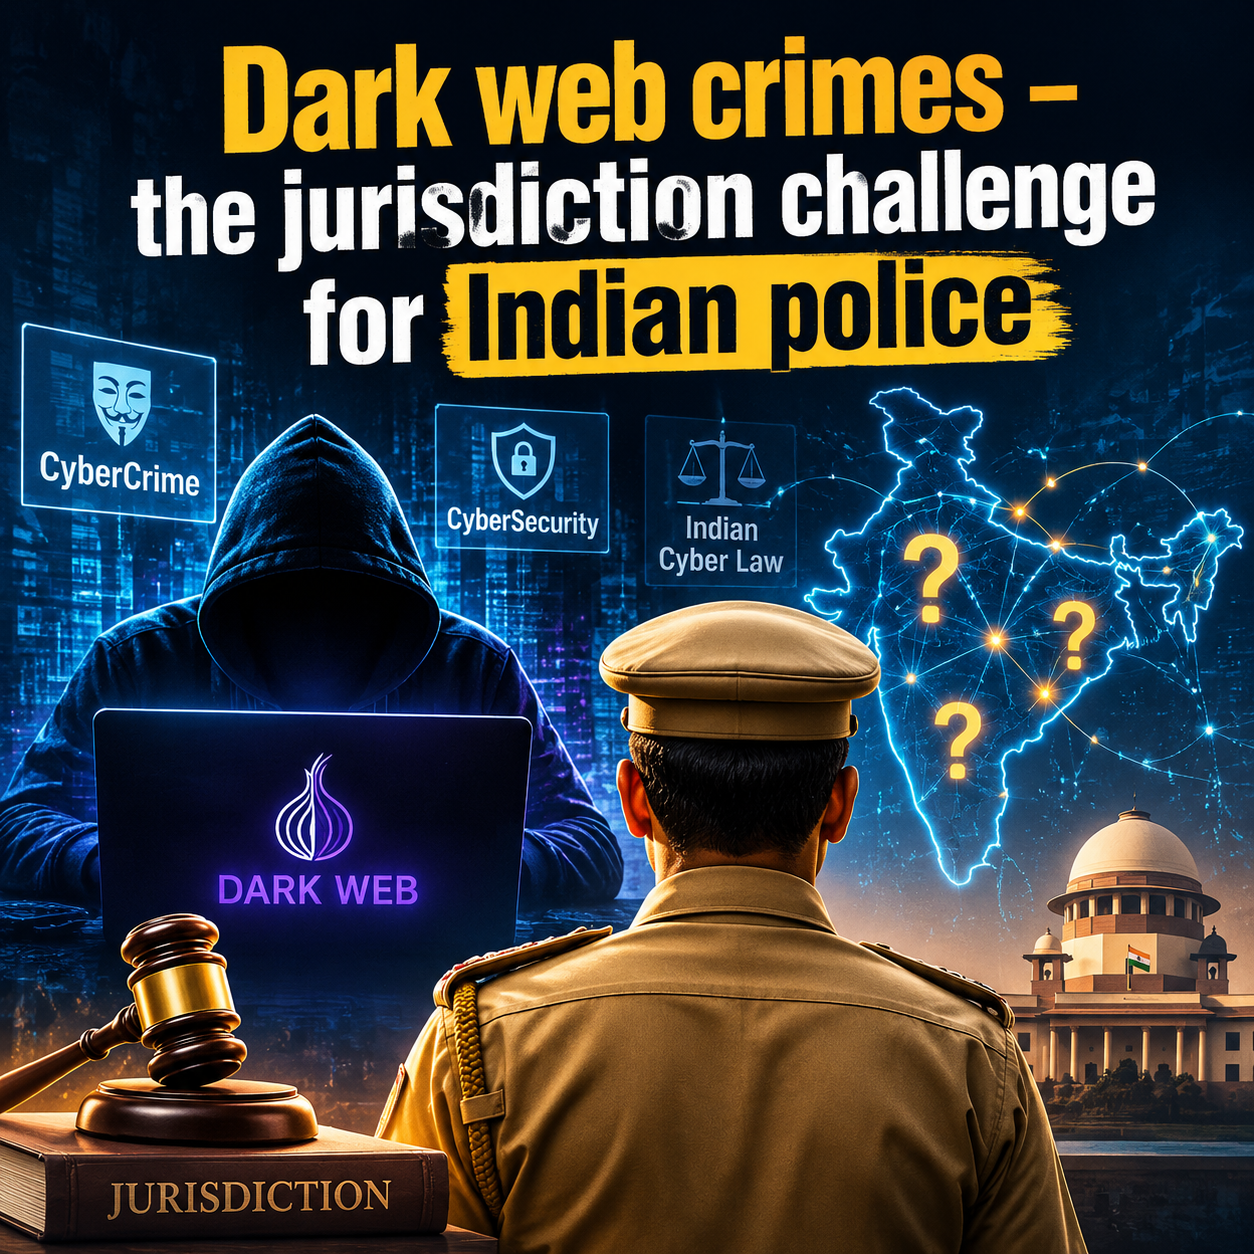 Dark web crimes –
the jurisdiction challenge
for Indian police
CyberCrime
CyberSecurity
Indian
Cyber Law
?
?
?
DARK WEB
JURISDICTION